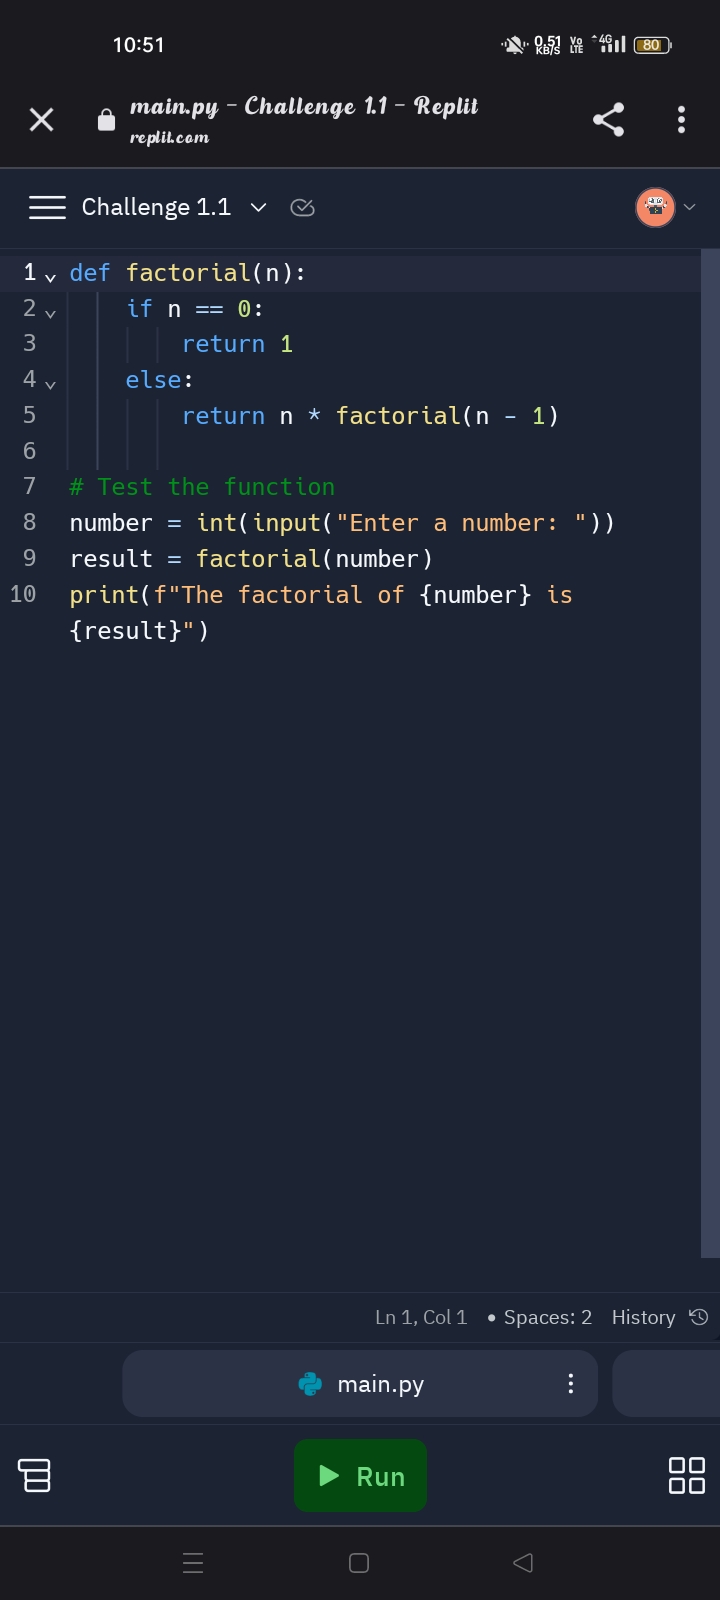 10:51 0.51 KB/S Vo LTE 4G 80
main.py - Challenge 1.1 - Replit
replit.com
Challenge 1.1
1 def factorial(n):
2 if n == 0:
3 return 1
4 else:
5 return n * factorial(n - 1)
6
7 # Test the function
8 number = int(input("Enter a number: "))
9 result = factorial(number)
10 print(f"The factorial of {number} is
{result}")
Ln 1, Col 1 • Spaces: 2 History
main.py
Run